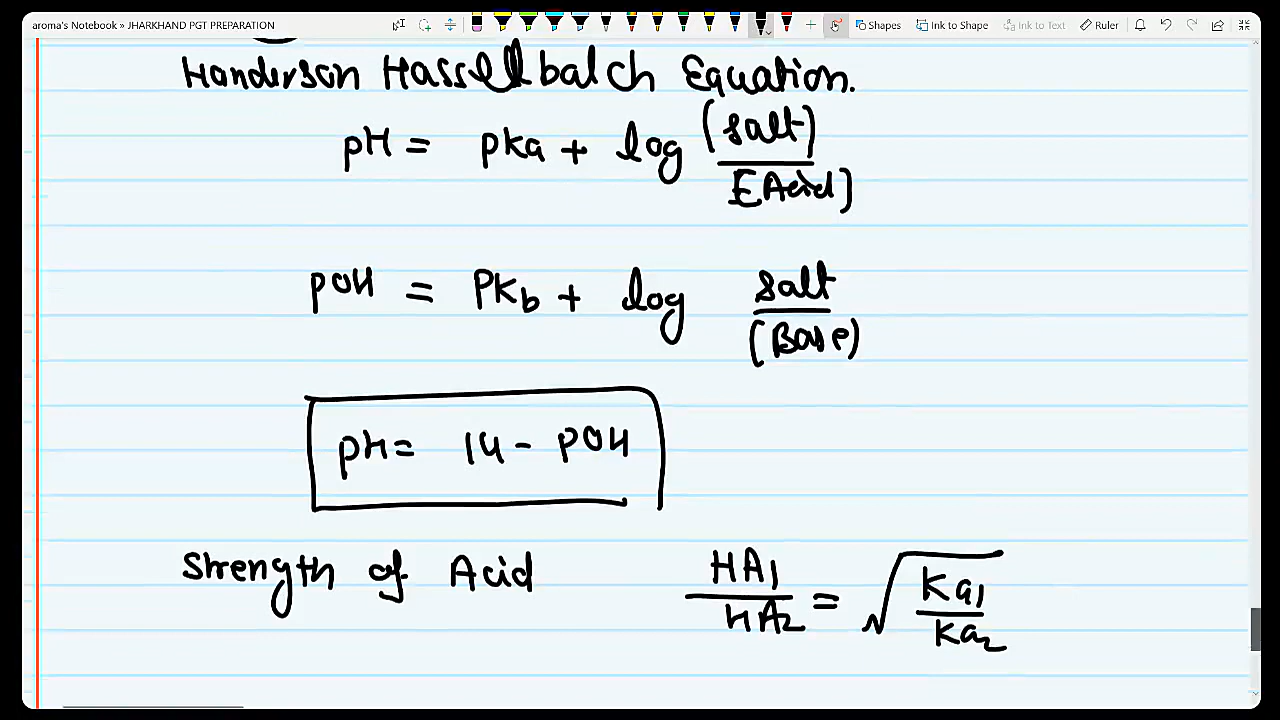 aroma's Notebook » JHARKHAND PGT PREPARATION
Shapes Ink to Shape Ink to Text Ruler
Handerson Hasselbalch Equation.
pH = pka + log (salt) / [Acid]
POH = PKb + log salt / (Base)
pH = 14 - POH
Strength of Acid HA1 / HA2 = √ Ka1 / Ka2